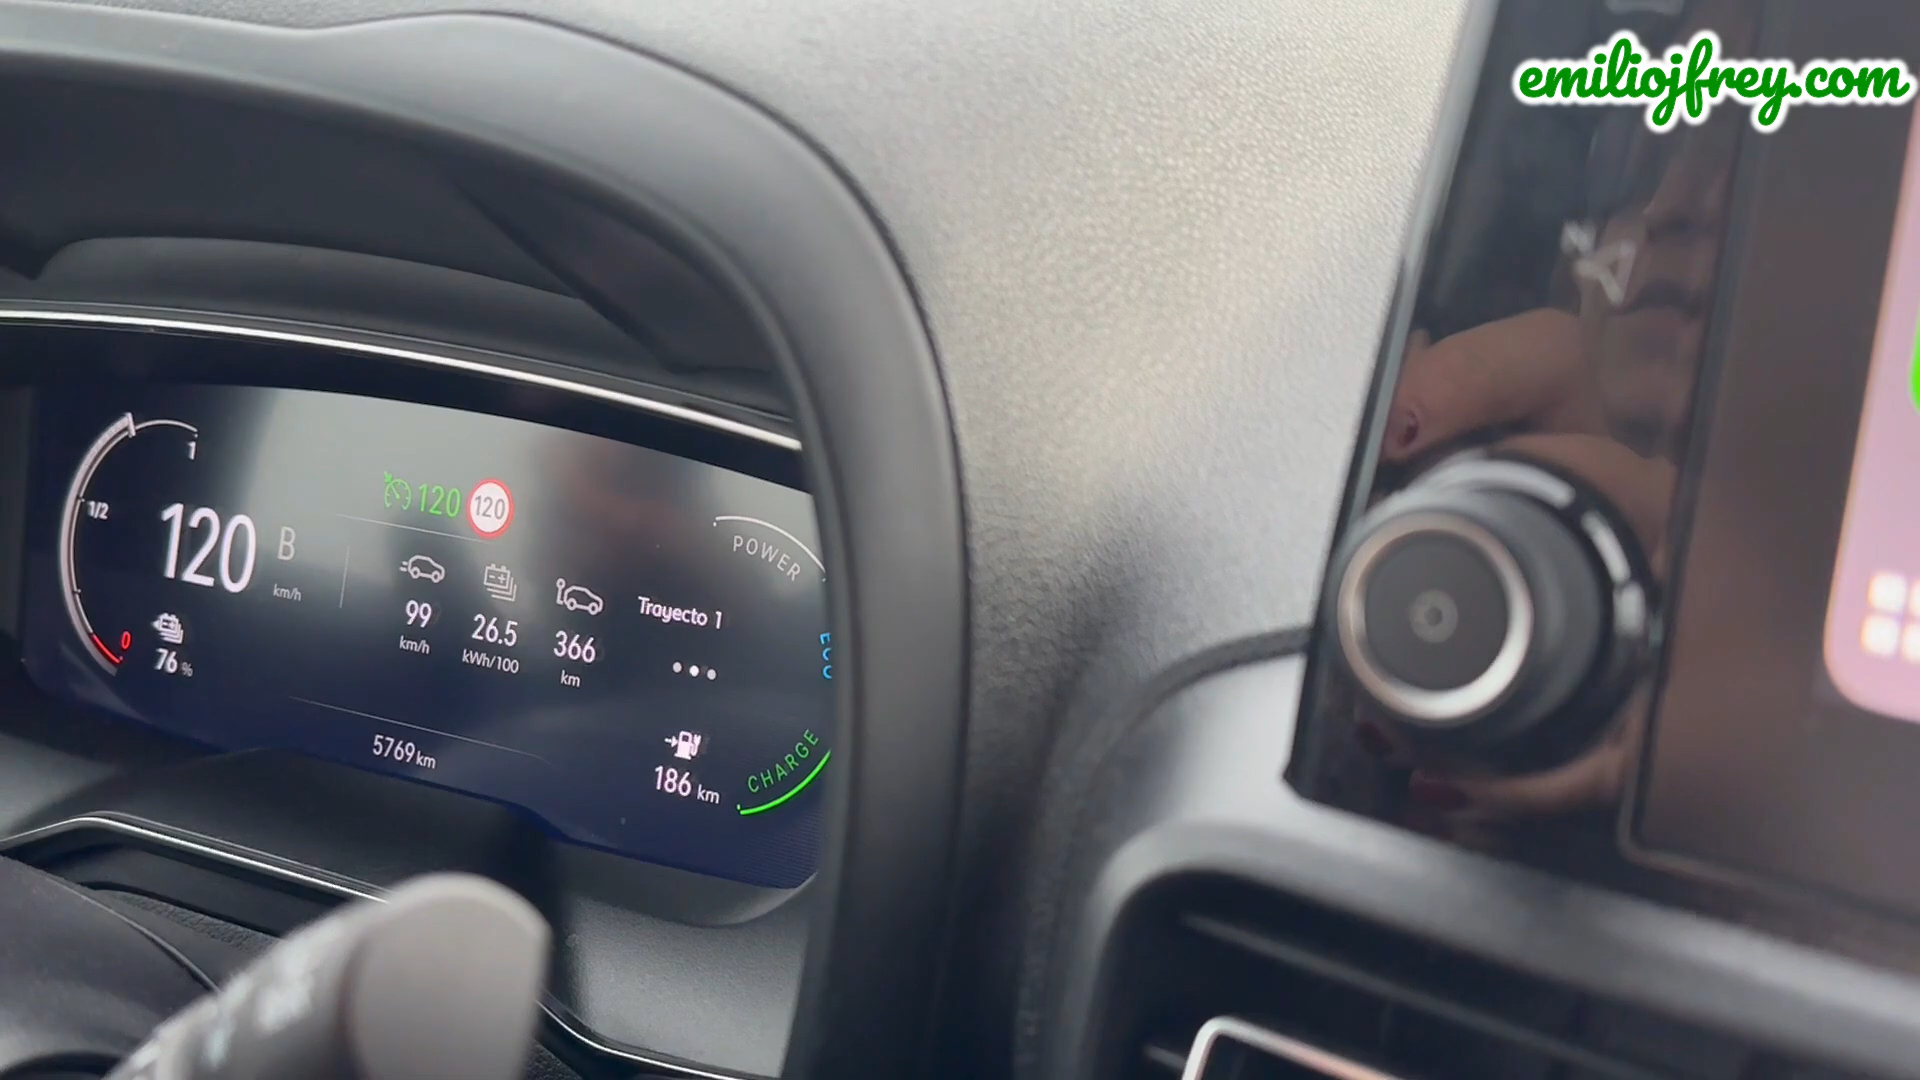 emiliojfrey.com
N
1
1/2
120 B
km/h
0
76 %
120 120
99
km/h
26.5
kWh/100
366
km
Trayecto 1
5769 km
186 km
POWER
ECO
CHARGE